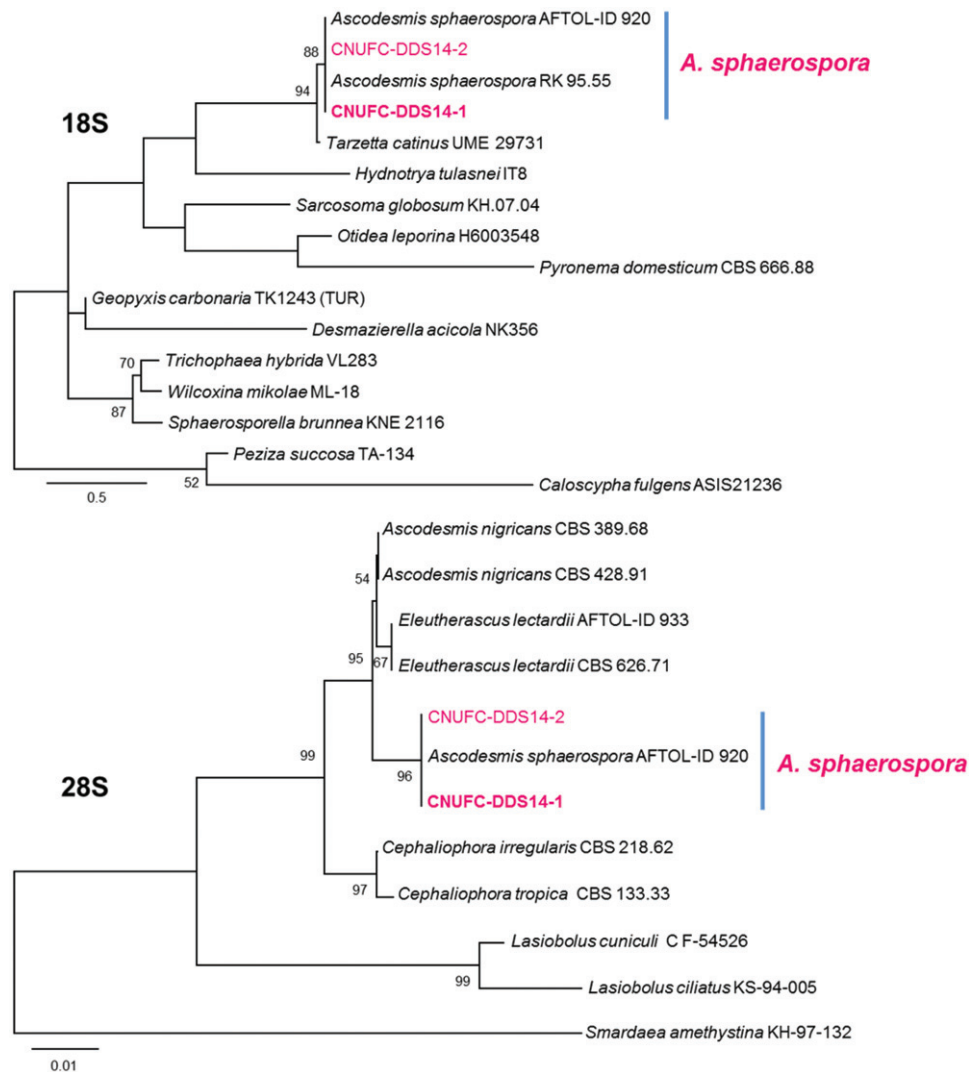 Ascodesmis sphaerospora AFTOL-ID 920
88
CNUFC-DDS14-2
A. sphaerospora
Ascodesmis sphaerospora RK 95.55
94
CNUFC-DDS14-1
18S
Tarzetta catinus UME 29731
Hydnotrya tulasnei IT8
Sarcosoma globosum KH.07.04
Otidea leporina H6003548
Pyronema domesticum CBS 666.88
Geopyxis carbonaria TK1243 (TUR)
Desmazierella acicola NK356
70
Trichophaea hybrida VL283
Wilcoxina mikolae ML-18
87
Sphaerosporella brunnea KNE 2116
Peziza succosa TA-134
52
Caloscypha fulgens ASIS21236
0.5
Ascodesmis nigricans CBS 389.68
54
Ascodesmis nigricans CBS 428.91
Eleutherascus lectardii AFTOL-ID 933
95
67
Eleutherascus lectardii CBS 626.71
CNUFC-DDS14-2
99
Ascodesmis sphaerospora AFTOL-ID 920
A. sphaerospora
96
28S
CNUFC-DDS14-1
Cephaliophora irregularis CBS 218.62
97
Cephaliophora tropica CBS 133.33
Lasiobolus cuniculi C F-54526
99
Lasiobolus ciliatus KS-94-005
Smardaea amethystina KH-97-132
0.01